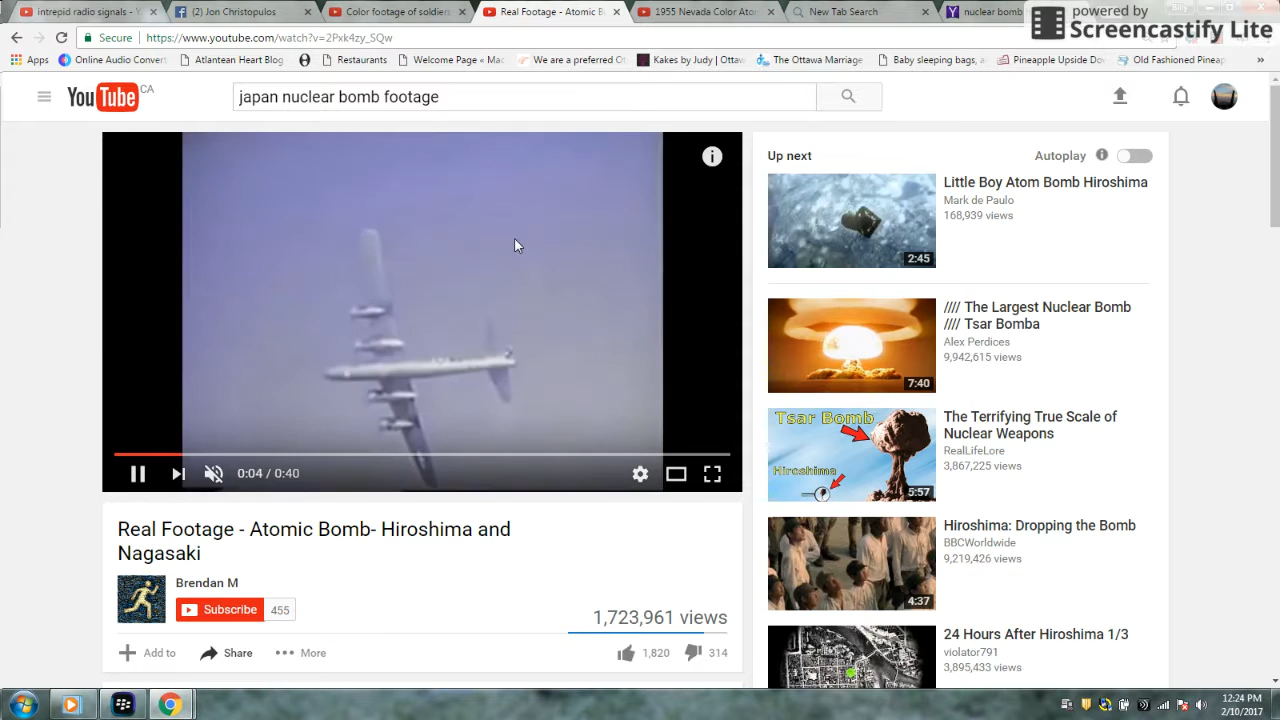 intrepid radio signals - Y
(2) Jon Christopulos
Color footage of soldiers
Real Footage - Atomic B
1955 Nevada Color Atom
New Tab Search
nuclear bomb
Billy
powered by
Screencastify Lite
Secure
https://www.youtube.com/watch?v=2Pxk4zy_SQw
Apps
Online Audio Convert
Atlantean Heart Blog
Restaurants
Welcome Page « Mac
We are a preferred O
Kakes by Judy | Ottaw
The Ottawa Marriage
Baby sleeping bags, a
Pineapple Upside Do
Old Fashioned Pineap
»
YouTube CA
japan nuclear bomb footage
Up next
Autoplay
Little Boy Atom Bomb Hiroshima
Mark de Paulo
168,939 views
2:45
//// The Largest Nuclear Bomb
//// Tsar Bomba
Alex Perdices
9,942,615 views
7:40
Tsar Bomb
Hiroshima
The Terrifying True Scale of
Nuclear Weapons
RealLifeLore
3,867,225 views
5:57
0:04 / 0:40
Real Footage - Atomic Bomb- Hiroshima and
Nagasaki
Brendan M
Subscribe 455
1,723,961 views
Add to
Share
More
1,820
314
Hiroshima: Dropping the Bomb
BBCWorldwide
9,219,426 views
4:37
24 Hours After Hiroshima 1/3
violator791
3,895,433 views
12:24 PM
2/10/2017